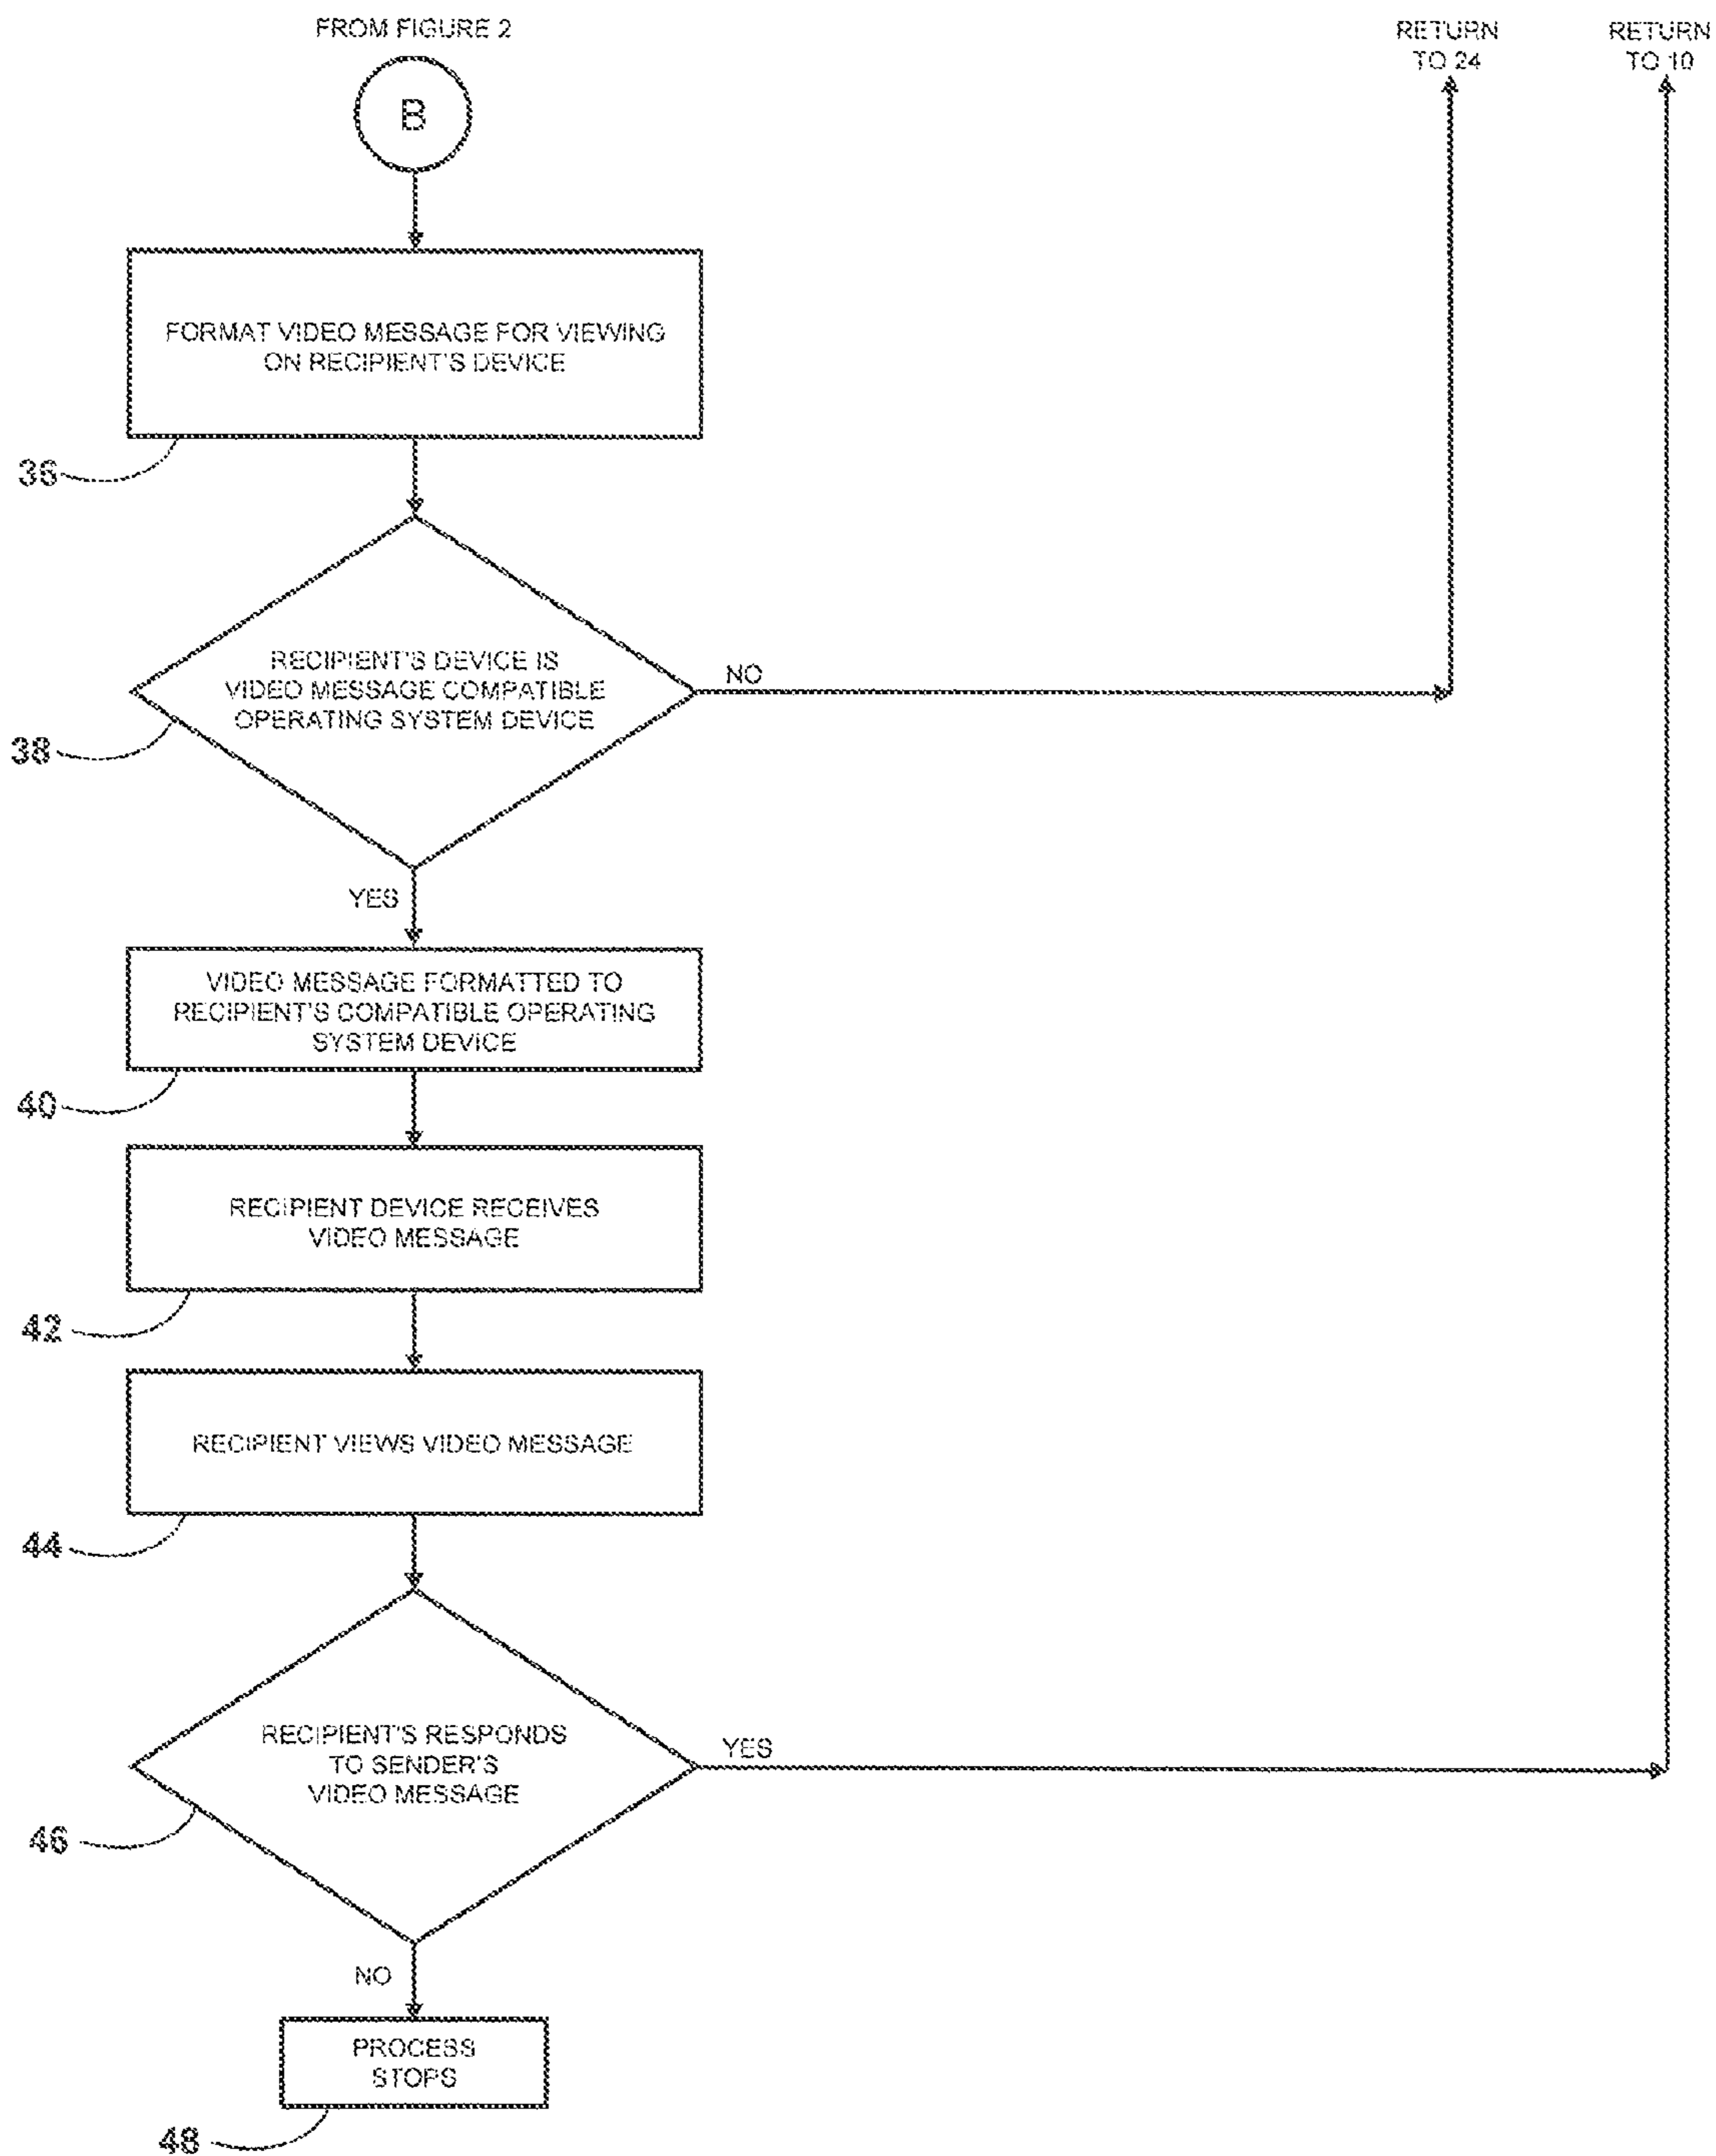 FROM FIGURE 2
RETURN
TO 24
RETURN
TO 10
B
FORMAT VIDEO MESSAGE FOR VIEWING
ON RECIPIENT'S DEVICE
36
RECIPIENT'S DEVICE IS
VIDEO MESSAGE COMPATIBLE
OPERATING SYSTEM DEVICE
NO
38
YES
VIDEO MESSAGE FORMATTED TO
RECIPIENT'S COMPATIBLE OPERATING
SYSTEM DEVICE
40
RECIPIENT DEVICE RECEIVES
VIDEO MESSAGE
42
RECIPIENT VIEWS VIDEO MESSAGE
44
RECIPIENT'S RESPONDS
TO SENDER'S
VIDEO MESSAGE
YES
46
NO
PROCESS
STOPS
48